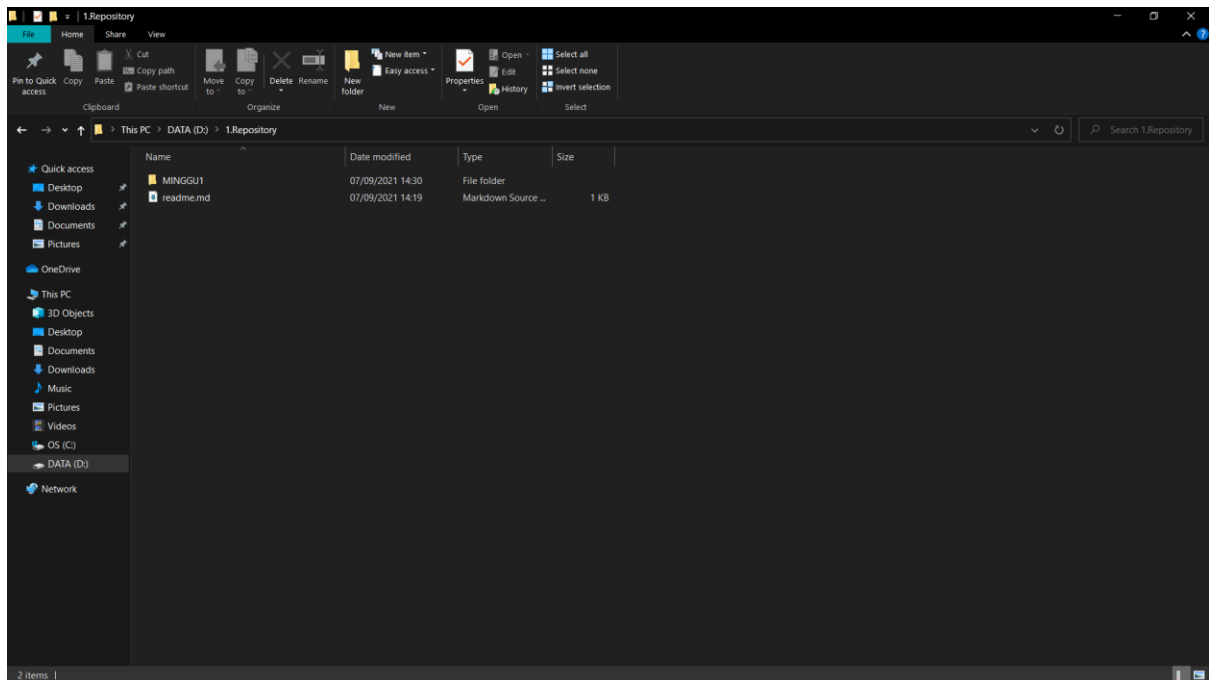 1.Repository
File Home Share View
Pin to Quick access
Copy
Paste
Cut
Copy path
Paste shortcut
Clipboard
Move to
Copy to
Delete
Rename
Organize
New folder
New item
Easy access
New
Properties
Open
Edit
History
Open
Select all
Select none
Invert selection
Select
This PC > DATA (D:) > 1.Repository
Search 1.Repository
Name Date modified Type Size
MINGGU1 07/09/2021 14:30 File folder
readme.md 07/09/2021 14:19 Markdown Source ... 1 KB
Quick access
Desktop
Downloads
Documents
Pictures
OneDrive
This PC
3D Objects
Desktop
Documents
Downloads
Music
Pictures
Videos
OS (C:)
DATA (D:)
Network
2 items